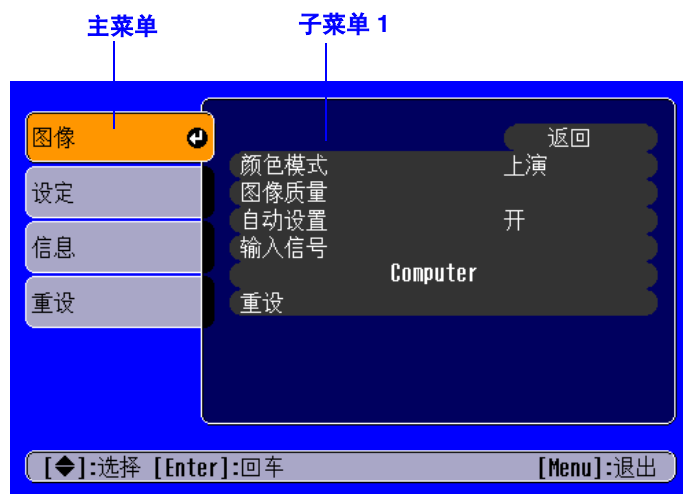 主菜单
子菜单 1
图像
设定
信息
重设
返回
颜色模式 上演
图像质量
自动设置 开
输入信号
Computer
重设
[◆]:选择 [Enter]:回车 [Menu]:退出